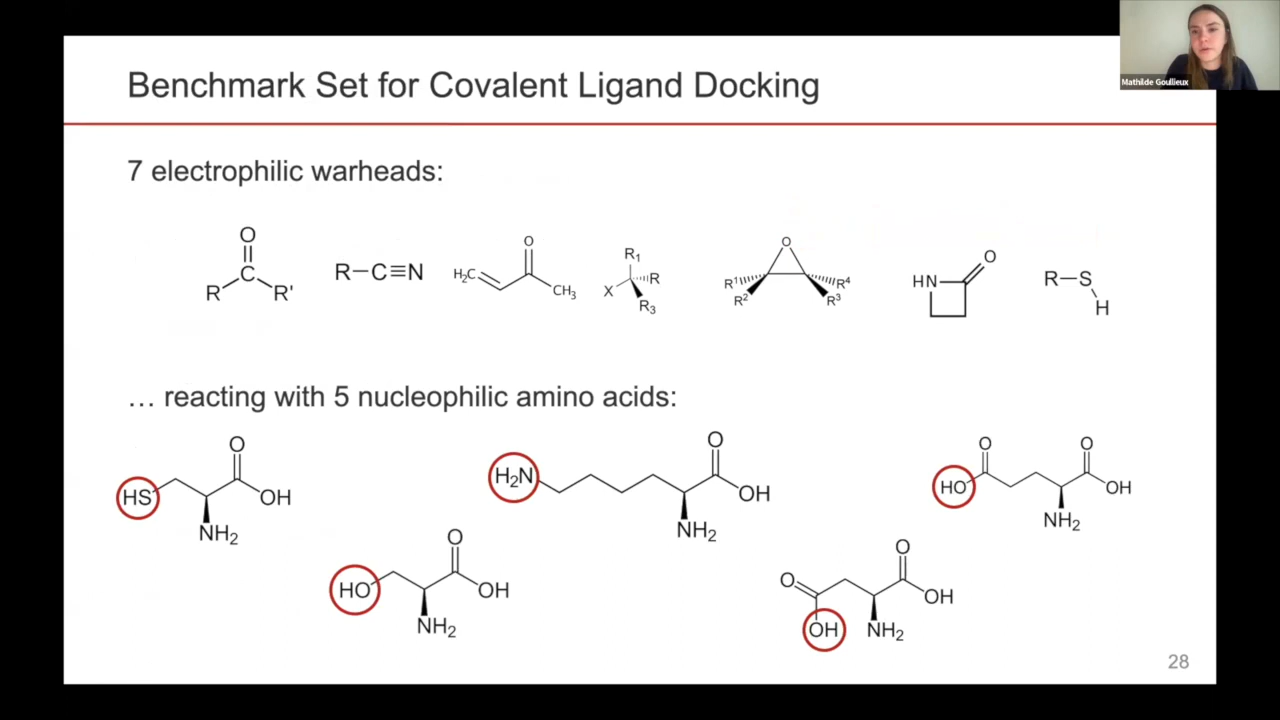 Mathilde Goullieux
Benchmark Set for Covalent Ligand Docking
7 electrophilic warheads:
O
C
R R'
R−C≡N
O
H₂C
CH₃
R₁
R
X
R₃
O
R¹ R⁴
R² R³
O
HN
R−S
H
… reacting with 5 nucleophilic amino acids:
O
HS OH
NH₂
O
H₂N OH
NH₂
O O
HO OH
NH₂
O
HO OH
NH₂
O
O
OH
OH NH₂
28